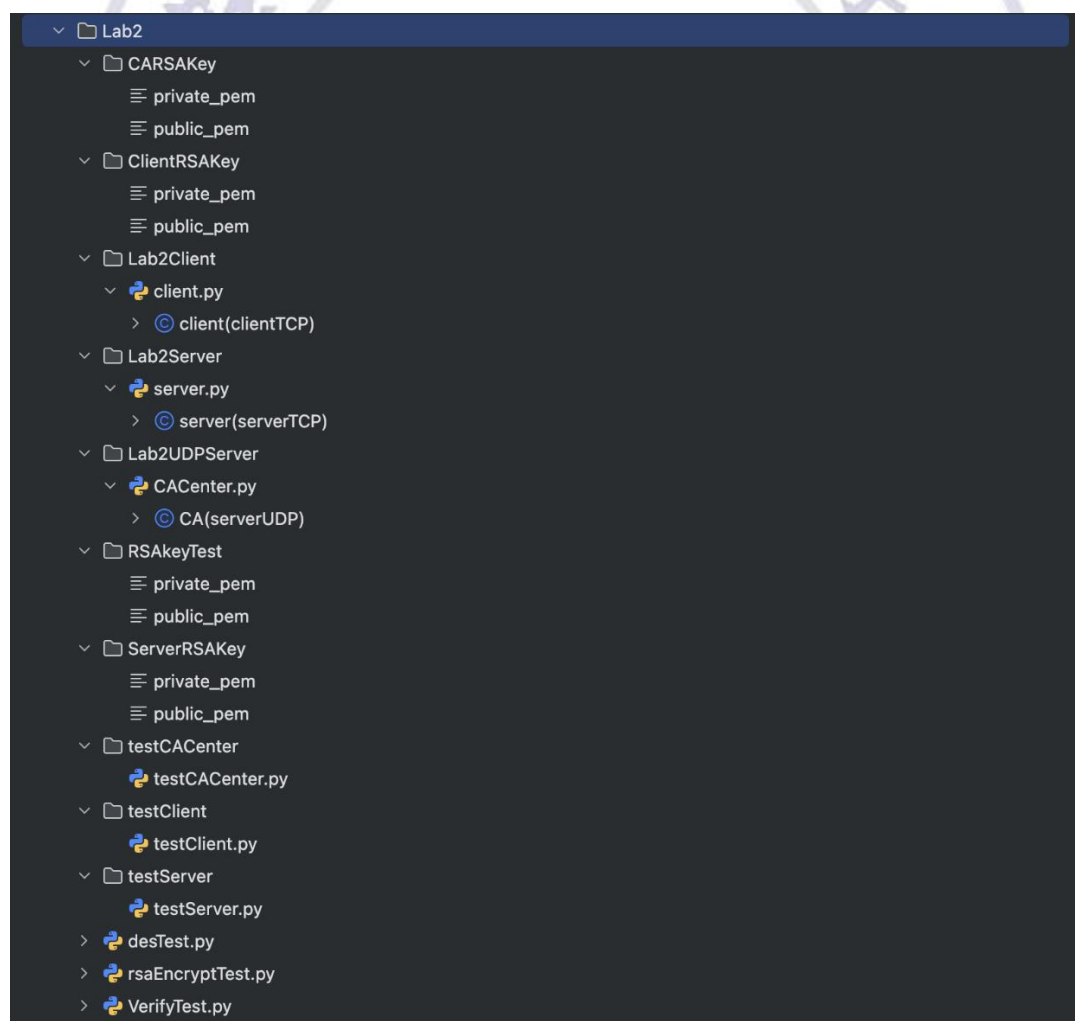 Lab2
CARSAKey
private_pem
public_pem
ClientRSAKey
private_pem
public_pem
Lab2Client
client.py
client(clientTCP)
Lab2Server
server.py
server(serverTCP)
Lab2UDPServer
CACenter.py
CA(serverUDP)
RSAkeyTest
private_pem
public_pem
ServerRSAKey
private_pem
public_pem
testCACenter
testCACenter.py
testClient
testClient.py
testServer
testServer.py
desTest.py
rsaEncryptTest.py
VerifyTest.py